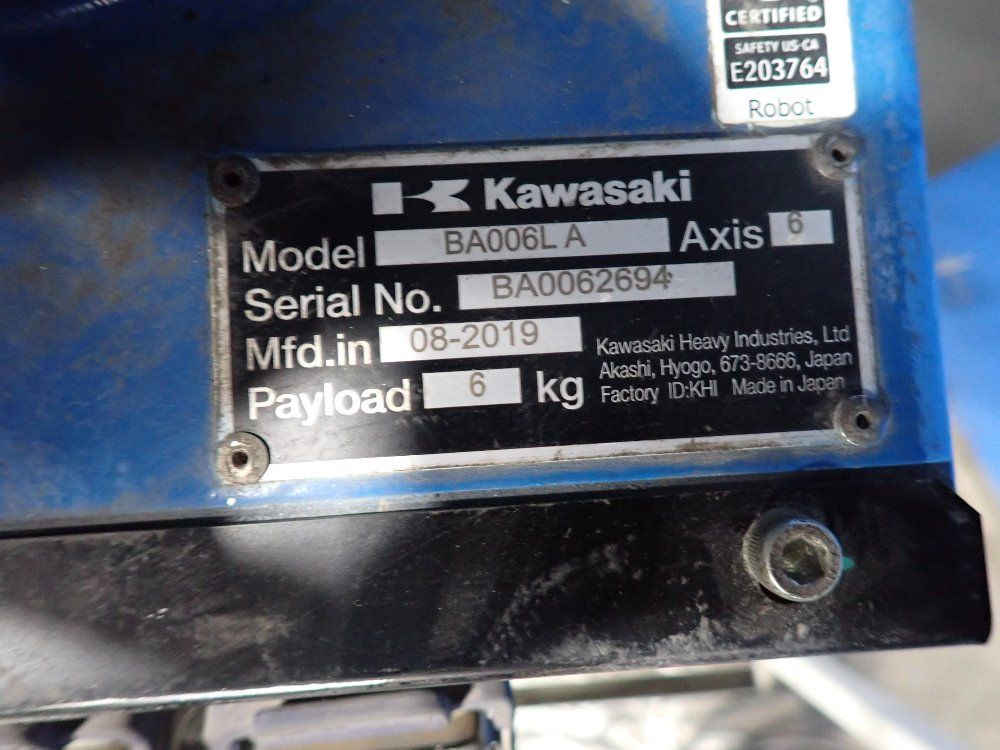 CERTIFIED
SAFETY US-CA
E203764
Robot
Kawasaki
Model BA006L A Axis 6
Serial No. BA0062694
Mfd.in 08-2019
Payload 6 kg
Kawasaki Heavy Industries, Ltd
Akashi, Hyogo, 673-8666, Japan
Factory ID:KHI Made in Japan